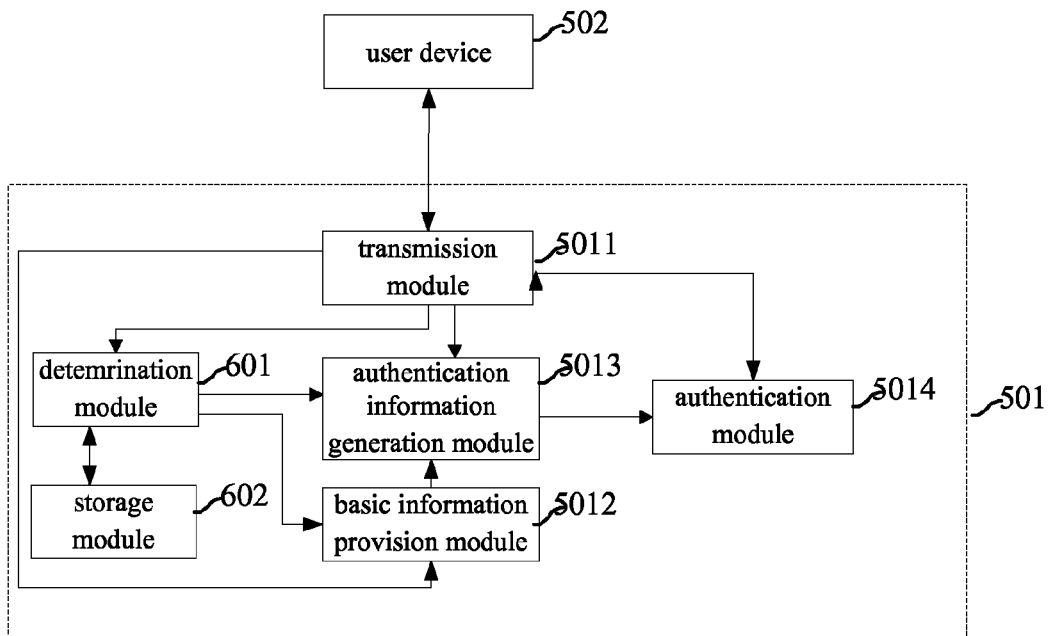 user device
502
transmission
module
5011
detemrination
module
601
authentication
information
generation module
5013
authentication
module
5014
501
storage
module
602
basic information
provision module
5012